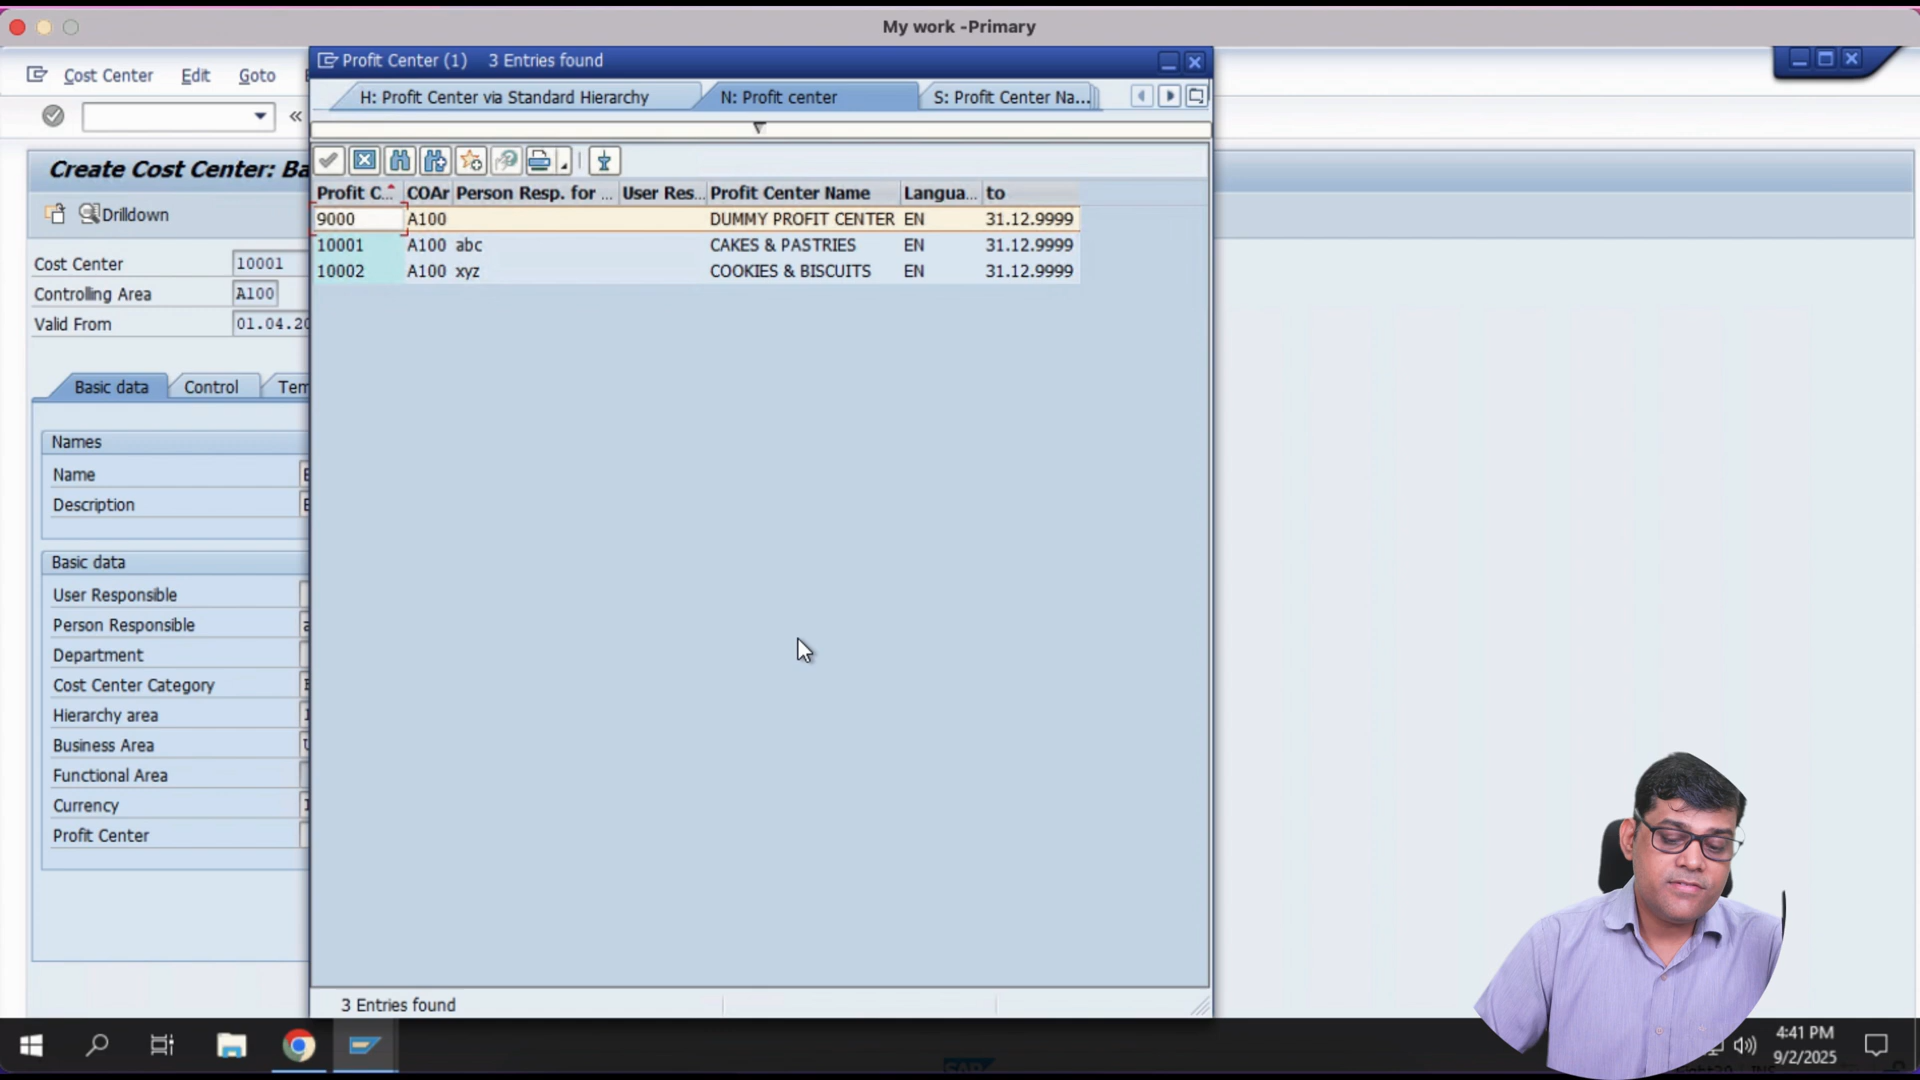 My work -Primary
Cost Center Edit Goto
Profit Center (1) 3 Entries found
H: Profit Center via Standard Hierarchy N: Profit center S: Profit Center Na...
«
Create Cost Center: Ba
Drilldown
Profit C... COAr Person Resp. for ... User Res... Profit Center Name Langua... to
9000 A100 DUMMY PROFIT CENTER EN 31.12.9999
10001 A100 abc CAKES & PASTRIES EN 31.12.9999
10002 A100 xyz COOKIES & BISCUITS EN 31.12.9999
Cost Center 10001
Controlling Area A100
Valid From 01.04.20
Basic data Control Tem
Names
Name
Description
Basic data
User Responsible
Person Responsible
Department
Cost Center Category
Hierarchy area
Business Area
Functional Area
Currency
Profit Center
3 Entries found
4:41 PM
9/2/2025